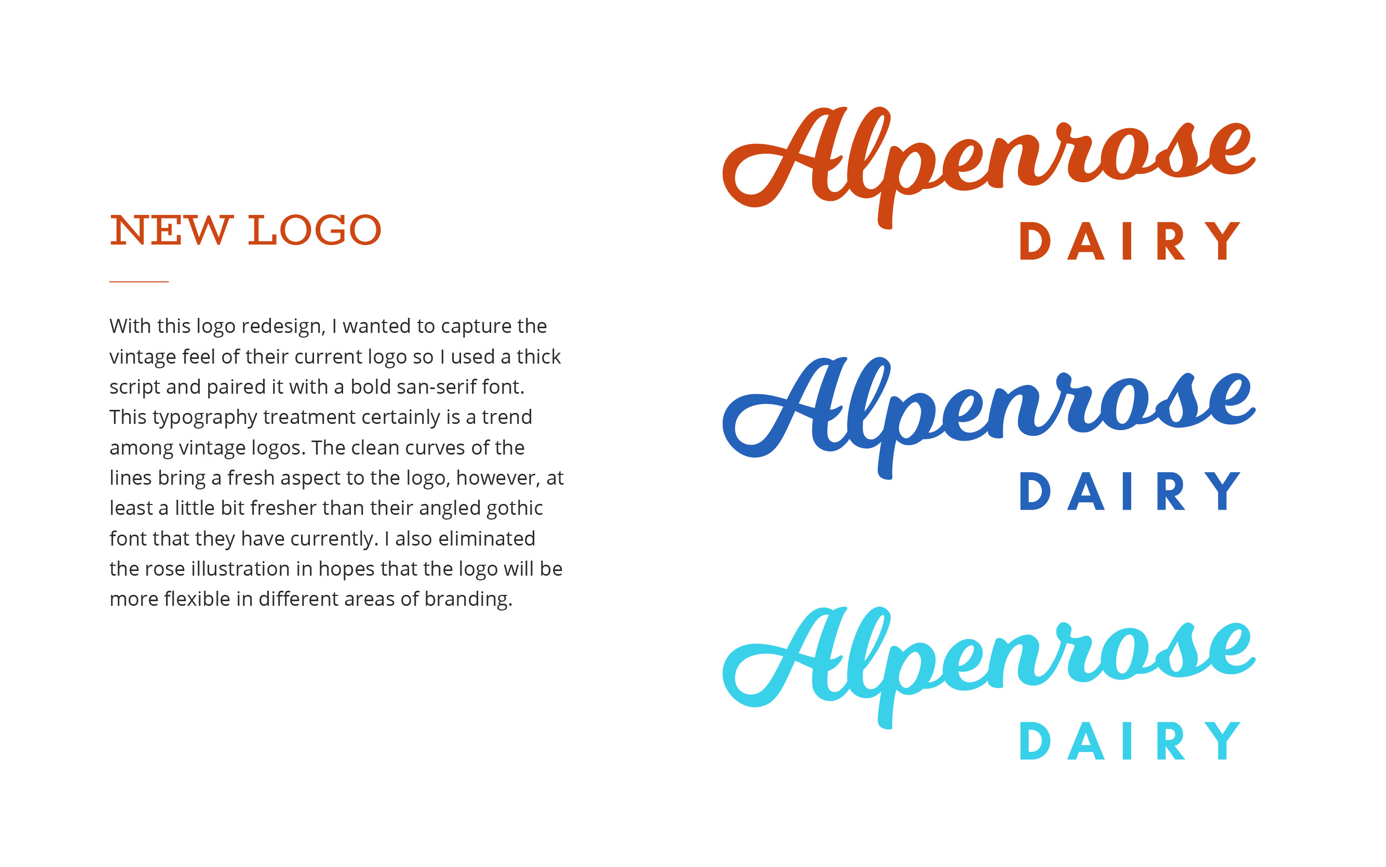 NEW LOGO
With this logo redesign, I wanted to capture the
vintage feel of their current logo so I used a thick
script and paired it with a bold san-serif font.
This typography treatment certainly is a trend
among vintage logos. The clean curves of the
lines bring a fresh aspect to the logo, however, at
least a little bit fresher than their angled gothic
font that they have currently. I also eliminated
the rose illustration in hopes that the logo will be
more flexible in different areas of branding.
Alpenrose
DAIRY
Alpenrose
DAIRY
Alpenrose
DAIRY